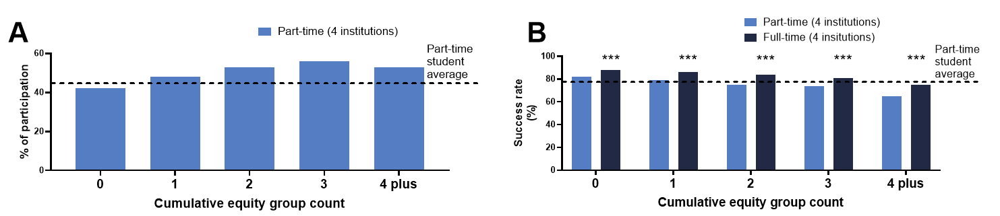 A
Part-time (4 institutions)
60
40
20
0
% of participation
Part-time
student
average
0 1 2 3 4 plus
Cumulative equity group count
B
Part-time (4 institutions)
Full-time (4 insitutions)
100
80
60
40
20
0
Success rate
(%)
*** *** *** *** ***
Part-time
student
average
0 1 2 3 4 plus
Cumulative equity group count